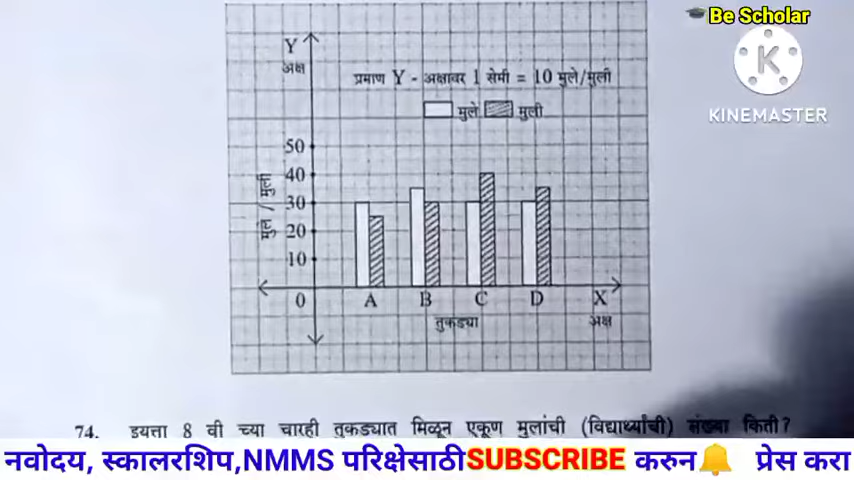 Be Scholar
KINEMASTER
Y
अक्ष
प्रमाण Y - अक्षावर 1 सेमी = 10 मुले/मुली
मुले मुली
50
40
30
20
10
0
मुले / मुली
A B C D X
तुकड्या अक्ष
74. इयत्ता 8 वी च्या चारही तुकड्यात मिळून एकूण मुलांची (विद्यार्थ्यांची) संख्या किती?
नवोदय, स्कालरशिप,NMMS परिक्षेसाठी SUBSCRIBE करुन प्रेस करा